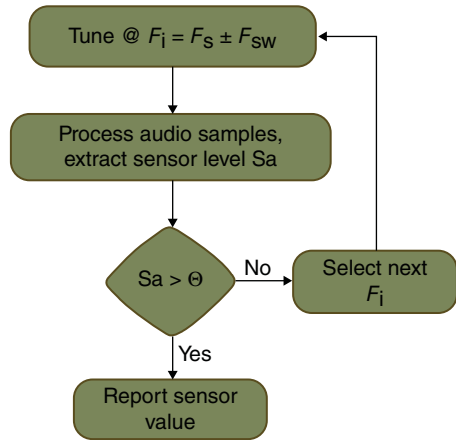 Tune @ Fi = Fs ± Fsw
Process audio samples,
extract sensor level Sa
Sa > Θ
No
Select next
Fi
Yes
Report sensor
value